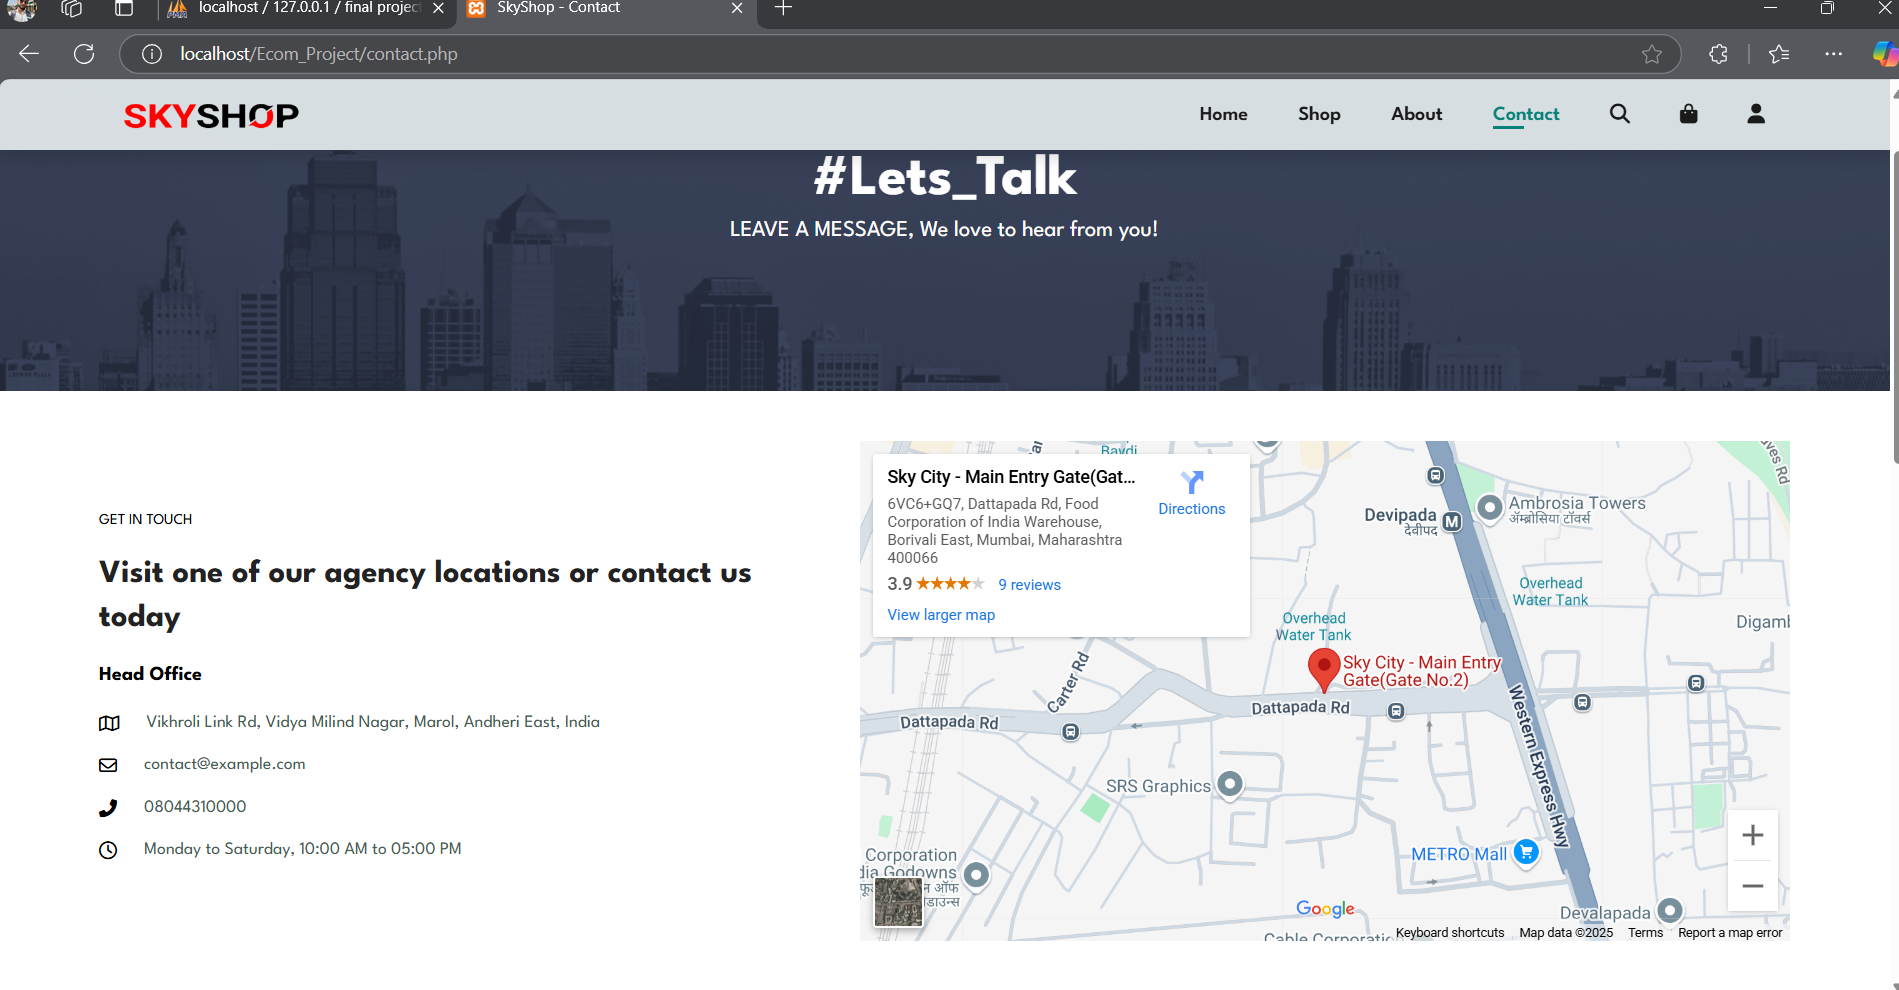 localhost / 127.0.0.1 / final projec
SkyShop - Contact
localhost/Ecom_Project/contact.php
SKYSHOP
Home
Shop
About
Contact
#Lets_Talk
LEAVE A MESSAGE, We love to hear from you!
GET IN TOUCH
Visit one of our agency locations or contact us
today
Head Office
Vikhroli Link Rd, Vidya Milind Nagar, Marol, Andheri East, India
contact@example.com
08044310000
Monday to Saturday, 10:00 AM to 05:00 PM
Sky City - Main Entry Gate(Gat...
6VC6+GQ7, Dattapada Rd, Food
Corporation of India Warehouse,
Borivali East, Mumbai, Maharashtra
400066
3.9
9 reviews
View larger map
Directions
Devipada
देवीपद
M
Ambrosia Towers
ॲम्ब्रोसिया टॉवर्स
Overhead
Water Tank
Overhead
Water Tank
Digamb
Sky City - Main Entry
Gate(Gate No.2)
Carter Rd
Dattapada Rd
Dattapada Rd
Western Express Hwy
SRS Graphics
METRO Mall
Corporation
dia Godowns
न ऑफ
डाउन्स
Google
Devalapada
Cable Corporatic
Keyboard shortcuts
Map data ©2025
Terms
Report a map error